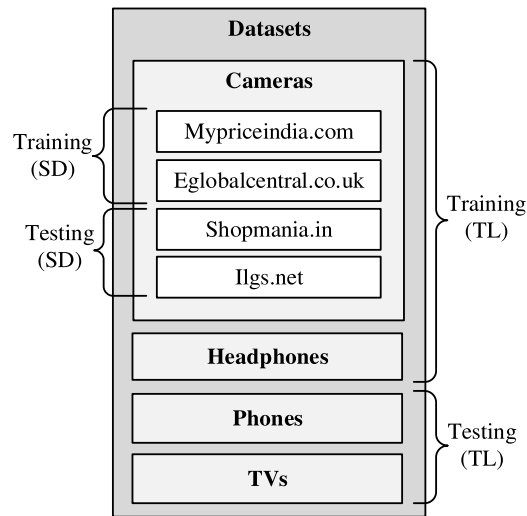 Datasets
Cameras
Mypriceindia.com
Eglobalcentral.co.uk
Shopmania.in
Ilgs.net
Headphones
Phones
TVs
Training
(SD)
Testing
(SD)
Training
(TL)
Testing
(TL)